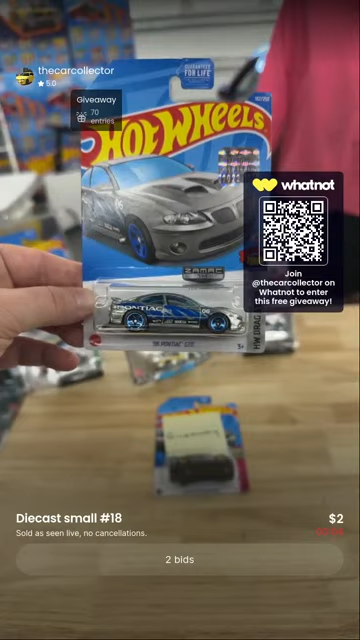 thecarcollector
★ 5.0
Giveaway
70
entries
GUARANTEED
FOR LIFE
HOT WHEELS
whatnot
Join
@thecarcollector on
Whatnot to enter
this free giveaway!
ZAMAC
PONTIAC
06
'06 PONTIAC GTO
3+
HW DRAG
Diecast small #18
$2
Sold as seen live, no cancellations.
2 bids